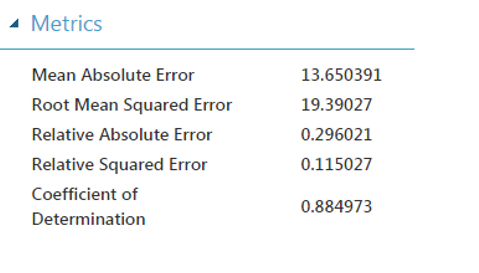 Metrics
Mean Absolute Error 13.650391
Root Mean Squared Error 19.39027
Relative Absolute Error 0.296021
Relative Squared Error 0.115027
Coefficient of
Determination 0.884973